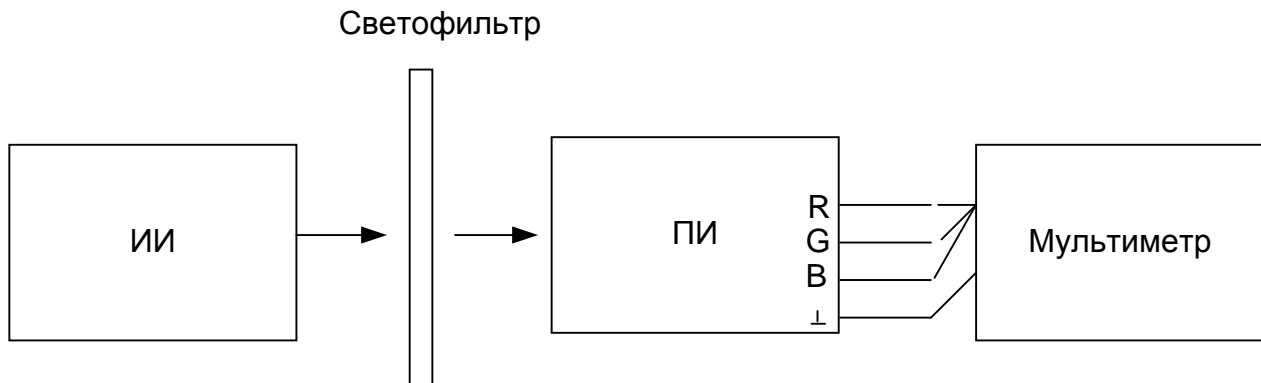 Светофильтр
ИИ
ПИ
R
G
B
⊥
Мультиметр